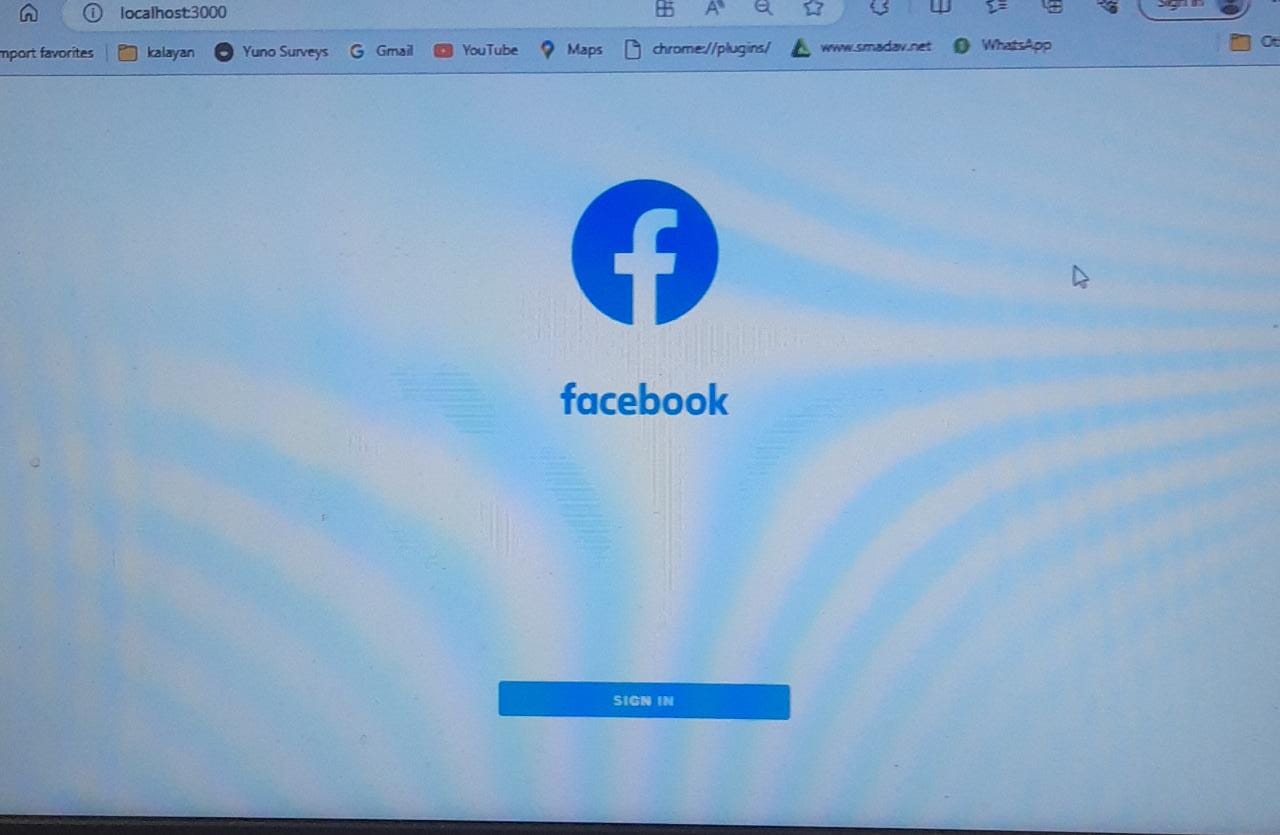 localhost:3000
mport favorites kalayan Yuno Surveys Gmail YouTube Maps chrome://plugins/ www.smadav.net WhatsApp
facebook
SIGN IN